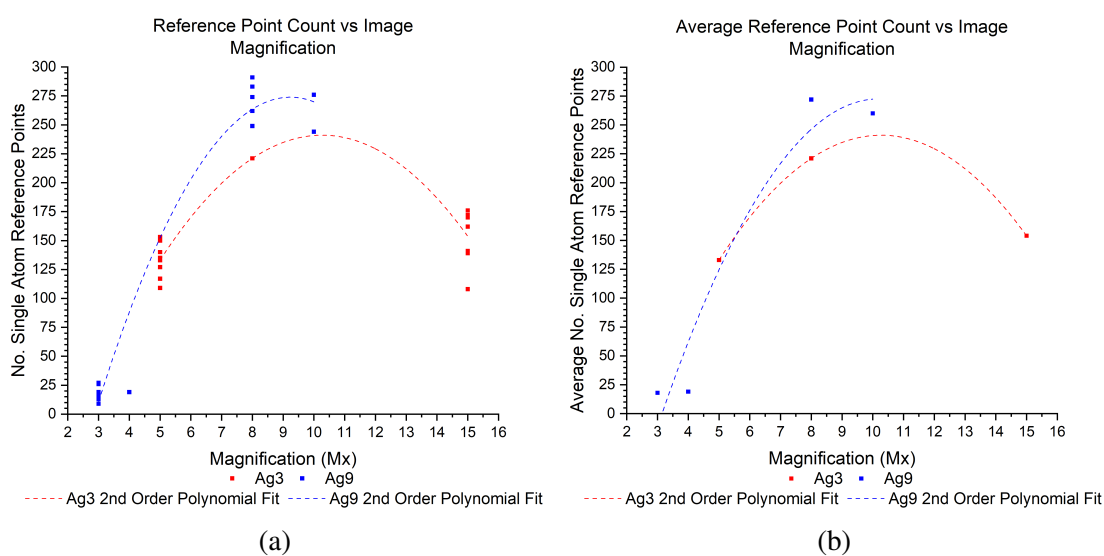 Reference Point Count vs Image
Magnification
No. Single Atom Reference Points
300
275
250
225
200
175
150
125
100
75
50
25
0
2 3 4 5 6 7 8 9 10 11 12 13 14 15 16
Magnification (Mx)
Ag3 Ag9
Ag3 2nd Order Polynomial Fit Ag9 2nd Order Polynomial Fit
(a)
Average Reference Point Count vs Image
Magnification
Average No. Single Atom Reference Points
300
275
250
225
200
175
150
125
100
75
50
25
0
2 3 4 5 6 7 8 9 10 11 12 13 14 15 16
Magnification (Mx)
Ag3 Ag9
Ag3 2nd Order Polynomial Fit Ag9 2nd Order Polynomial Fit
(b)